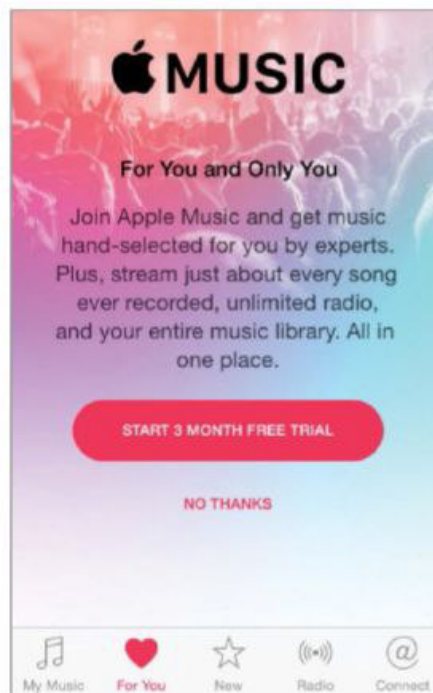 MUSIC
For You and Only You
Join Apple Music and get music
hand-selected for you by experts.
Plus, stream just about every song
ever recorded, unlimited radio,
and your entire music library. All in
one place.
START 3 MONTH FREE TRIAL
NO THANKS
My Music For You New Radio Connect